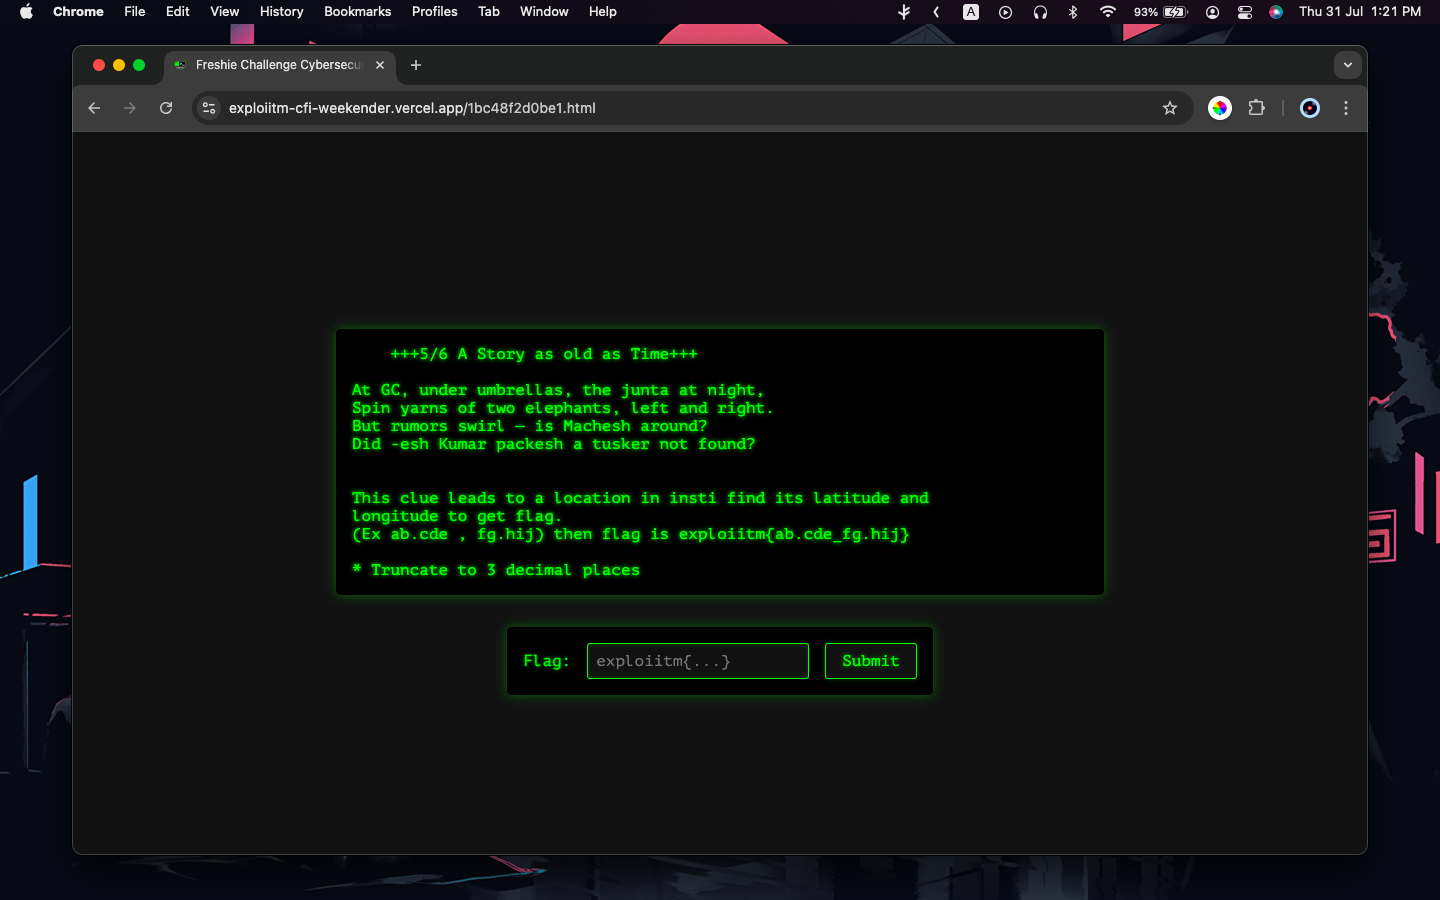 Chrome File Edit View History Bookmarks Profiles Tab Window Help A 93% Thu 31 Jul 1:21 PM
Freshie Challenge Cybersecu
exploiitm-cfi-weekender.vercel.app/1bc48f2d0be1.html
+++5/6 A Story as old as Time+++
At GC, under umbrellas, the junta at night,
Spin yarns of two elephants, left and right.
But rumors swirl — is Machesh around?
Did -esh Kumar packesh a tusker not found?
This clue leads to a location in insti find its latitude and
longitude to get flag.
(Ex ab.cde , fg.hij) then flag is exploiitm{ab.cde_fg.hij}
* Truncate to 3 decimal places
Flag: exploiitm{...} Submit